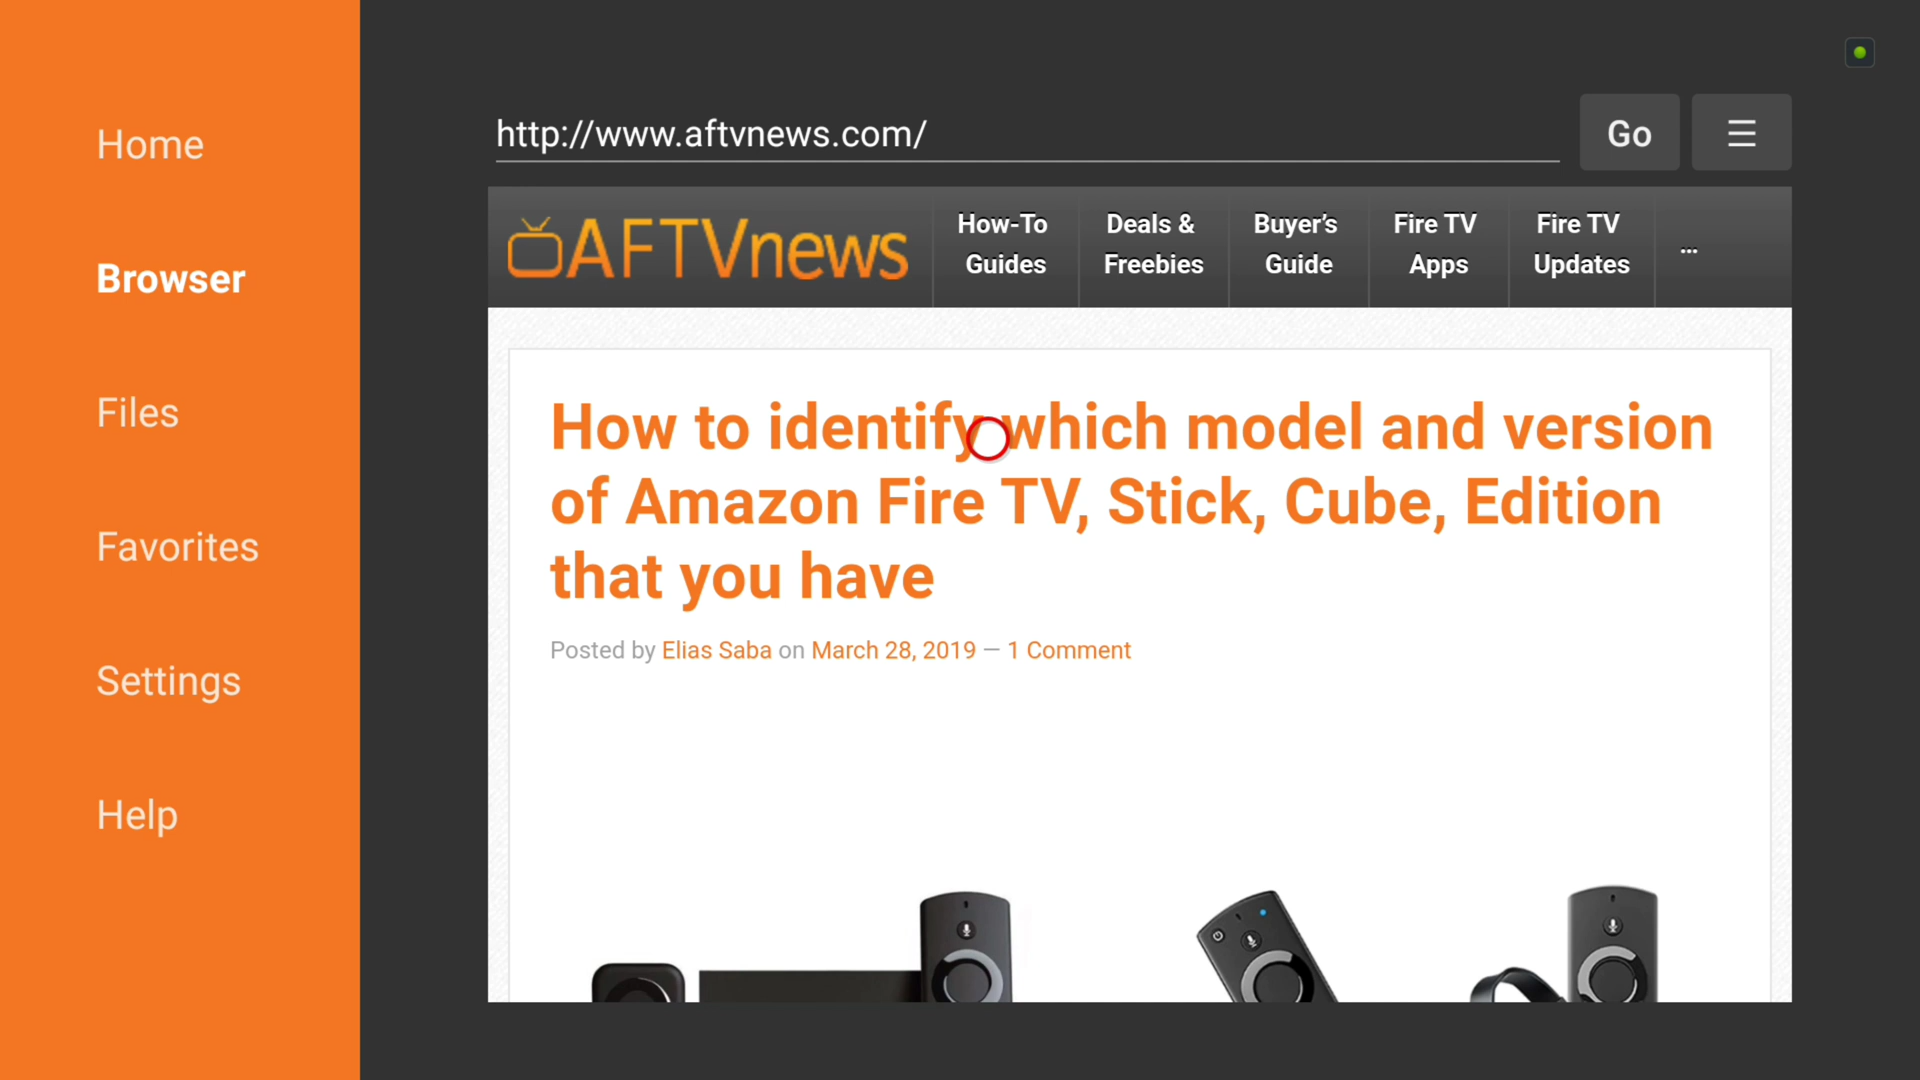 Home
Browser
Files
Favorites
Settings
Help
http://www.aftvnews.com/
Go
☰
AFTVnews
How-To
Guides
Deals &
Freebies
Buyer’s
Guide
Fire TV
Apps
Fire TV
Updates
...
How to identify which model and version
of Amazon Fire TV, Stick, Cube, Edition
that you have
Posted by Elias Saba on March 28, 2019 — 1 Comment